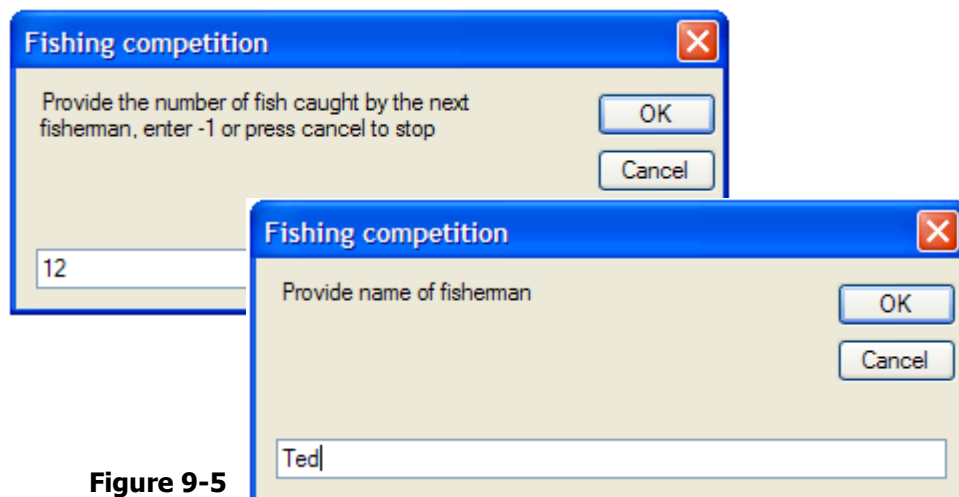 Fishing competition
Provide the number of fish caught by the next
fisherman, enter -1 or press cancel to stop
OK
Cancel
12
Fishing competition
Provide name of fisherman
OK
Cancel
Ted
Figure 9-5